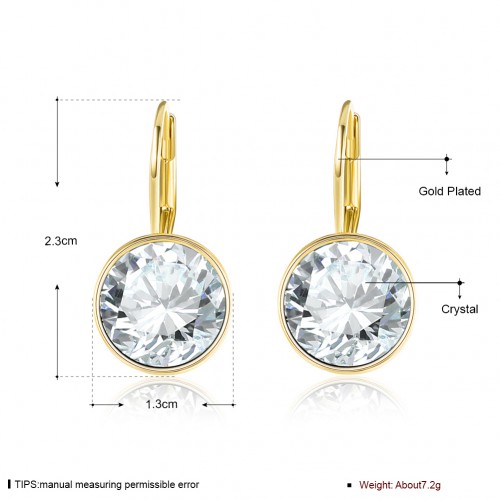 2.3cm
Gold Plated
Crystal
1.3cm
TIPS:manual measuring permissible error
Weight: About7.2g